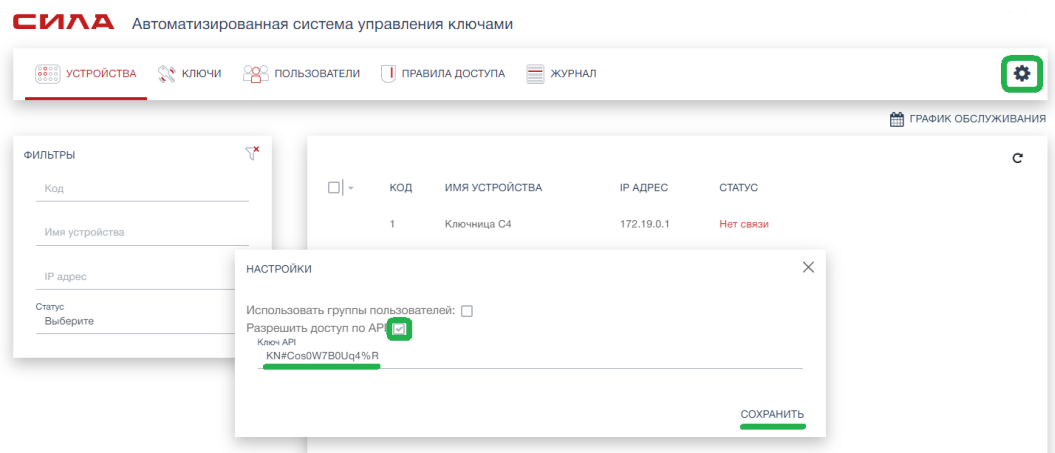 СИЛА Автоматизированная система управления ключами
УСТРОЙСТВА КЛЮЧИ ПОЛЬЗОВАТЕЛИ ПРАВИЛА ДОСТУПА ЖУРНАЛ
ГРАФИК ОБСЛУЖИВАНИЯ
ФИЛЬТРЫ
Код
Имя устройства
IP адрес
Статус
Выберите
КОД ИМЯ УСТРОЙСТВА IP АДРЕС СТАТУС
1 Ключница С4 172.19.0.1 Нет связи
НАСТРОЙКИ
Использовать группы пользователей:
Разрешить доступ по API
Ключ API
KN#Cos0W7B0Uq4%R
СОХРАНИТЬ